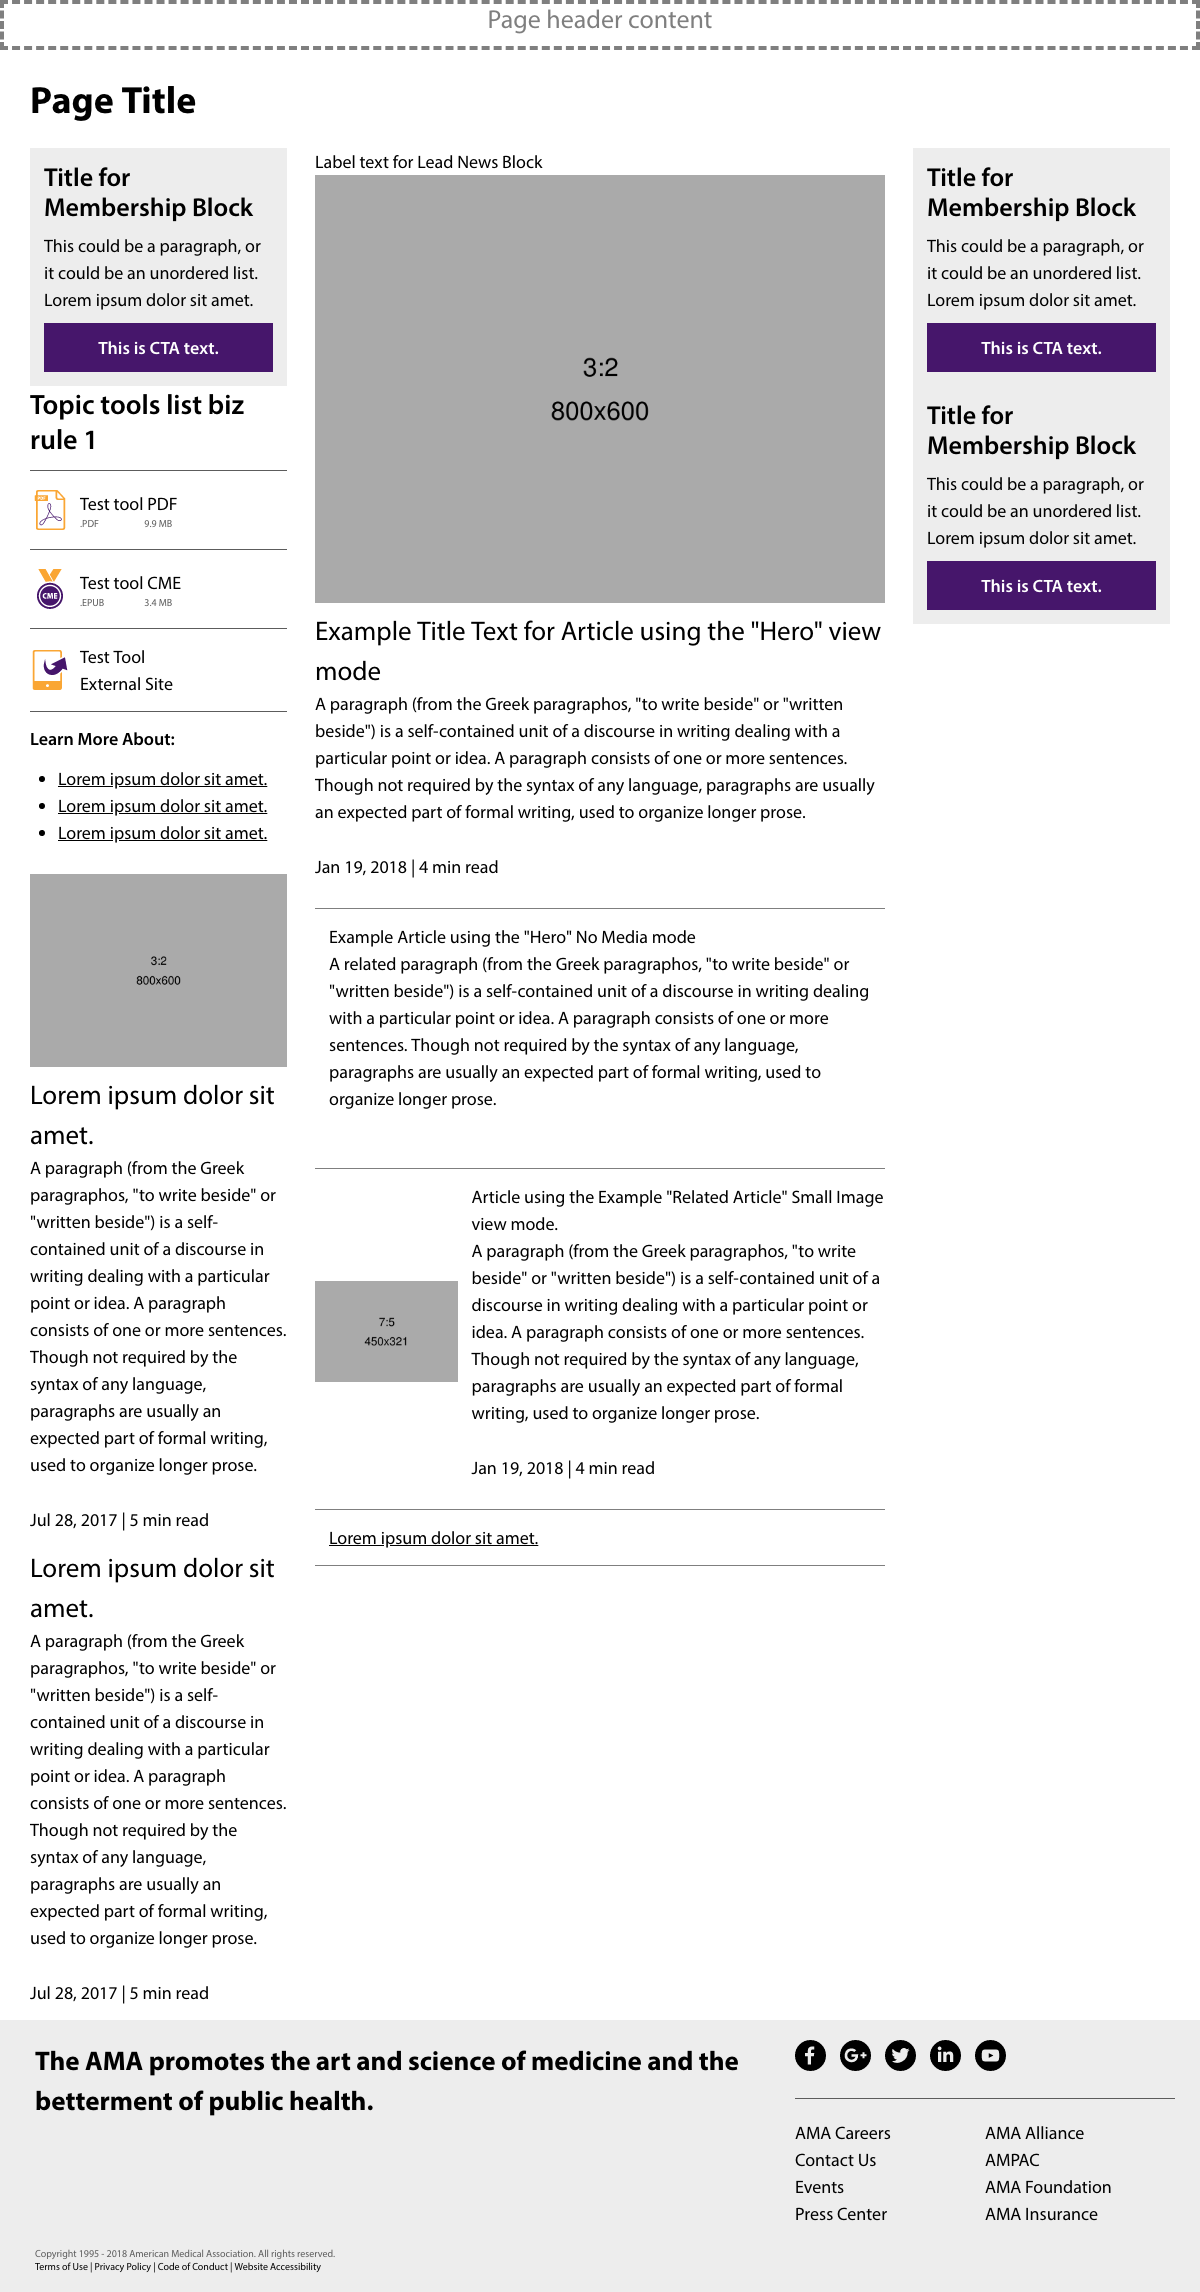 Page header content
Page Title
Title for
Membership Block
This could be a paragraph, or
it could be an unordered list.
Lorem ipsum dolor sit amet.
This is CTA text.
Topic tools list biz
rule 1
PDF
Test tool PDF
.PDF 9.9 MB
CME
Test tool CME
.EPUB 3.4 MB
Test Tool
External Site
Learn More About:
Lorem ipsum dolor sit amet.
Lorem ipsum dolor sit amet.
Lorem ipsum dolor sit amet.
3:2
800x600
Lorem ipsum dolor sit
amet.
A paragraph (from the Greek
paragraphos, "to write beside" or
"written beside") is a self-
contained unit of a discourse in
writing dealing with a particular
point or idea. A paragraph
consists of one or more sentences.
Though not required by the
syntax of any language,
paragraphs are usually an
expected part of formal writing,
used to organize longer prose.
Jul 28, 2017 | 5 min read
Lorem ipsum dolor sit
amet.
A paragraph (from the Greek
paragraphos, "to write beside" or
"written beside") is a self-
contained unit of a discourse in
writing dealing with a particular
point or idea. A paragraph
consists of one or more sentences.
Though not required by the
syntax of any language,
paragraphs are usually an
expected part of formal writing,
used to organize longer prose.
Jul 28, 2017 | 5 min read
Label text for Lead News Block
3:2
800x600
Example Title Text for Article using the "Hero" view
mode
A paragraph (from the Greek paragraphos, "to write beside" or "written
beside") is a self-contained unit of a discourse in writing dealing with a
particular point or idea. A paragraph consists of one or more sentences.
Though not required by the syntax of any language, paragraphs are usually
an expected part of formal writing, used to organize longer prose.
Jan 19, 2018 | 4 min read
Example Article using the "Hero" No Media mode
A related paragraph (from the Greek paragraphos, "to write beside" or
"written beside") is a self-contained unit of a discourse in writing dealing
with a particular point or idea. A paragraph consists of one or more
sentences. Though not required by the syntax of any language,
paragraphs are usually an expected part of formal writing, used to
organize longer prose.
7:5
450x321
Article using the Example "Related Article" Small Image
view mode.
A paragraph (from the Greek paragraphos, "to write
beside" or "written beside") is a self-contained unit of a
discourse in writing dealing with a particular point or
idea. A paragraph consists of one or more sentences.
Though not required by the syntax of any language,
paragraphs are usually an expected part of formal
writing, used to organize longer prose.
Jan 19, 2018 | 4 min read
Lorem ipsum dolor sit amet.
Title for
Membership Block
This could be a paragraph, or
it could be an unordered list.
Lorem ipsum dolor sit amet.
This is CTA text.
Title for
Membership Block
This could be a paragraph, or
it could be an unordered list.
Lorem ipsum dolor sit amet.
This is CTA text.
The AMA promotes the art and science of medicine and the
betterment of public health.
AMA Careers
Contact Us
Events
Press Center
AMA Alliance
AMPAC
AMA Foundation
AMA Insurance
Copyright 1995 - 2018 American Medical Association. All rights reserved.
Terms of Use | Privacy Policy | Code of Conduct | Website Accessibility